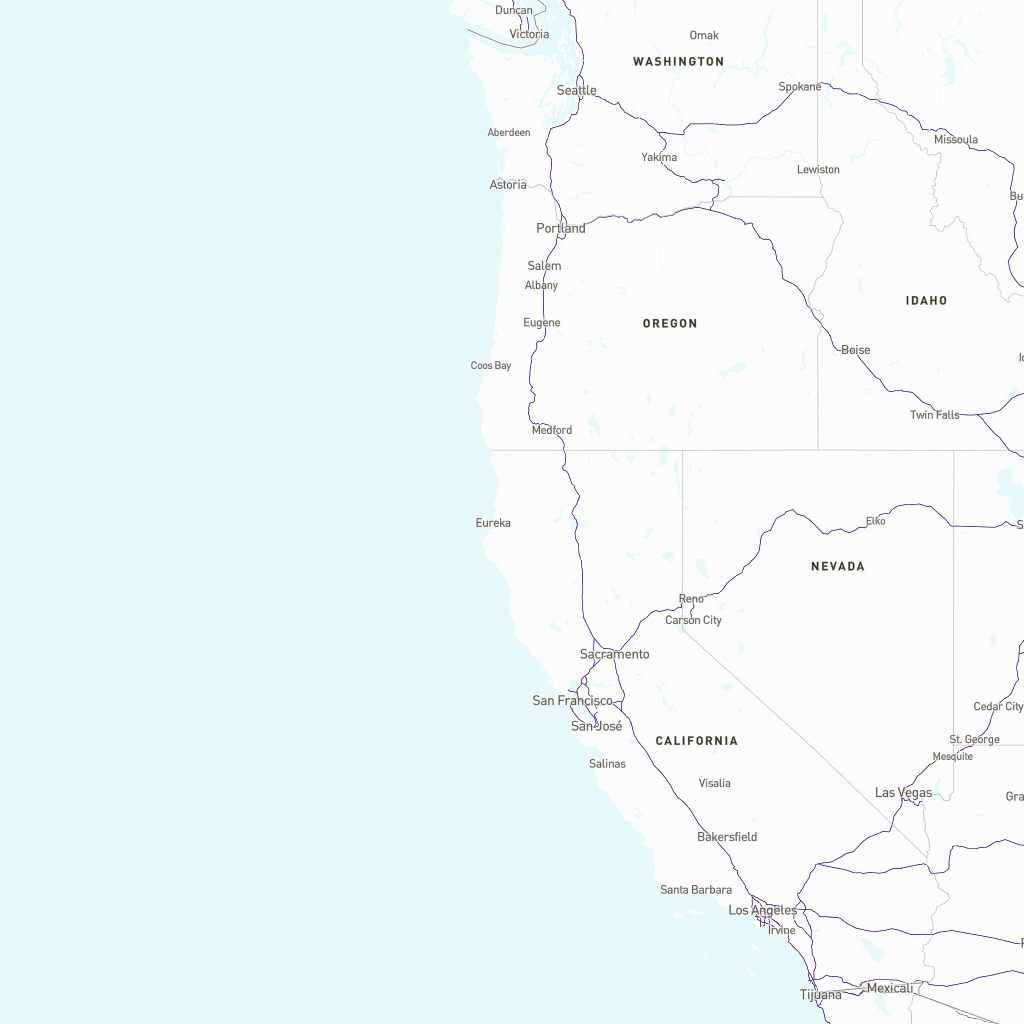 Duncan
Victoria
Omak
WASHINGTON
Seattle
Spokane
Aberdeen
Missoula
Yakima
Lewiston
Astoria
Bu
Portland
Salem
Albany
IDAHO
Eugene
OREGON
Boise
Coos Bay
Twin Falls
Medford
Eureka
Elko
S
NEVADA
Reno
Carson City
Sacramento
San Francisco
Cedar City
San José
CALIFORNIA
St. George
Mesquite
Salinas
Visalia
Las Vegas
Gra
Bakersfield
Santa Barbara
Los Angeles
Irvine
Mexicali
Tijuana